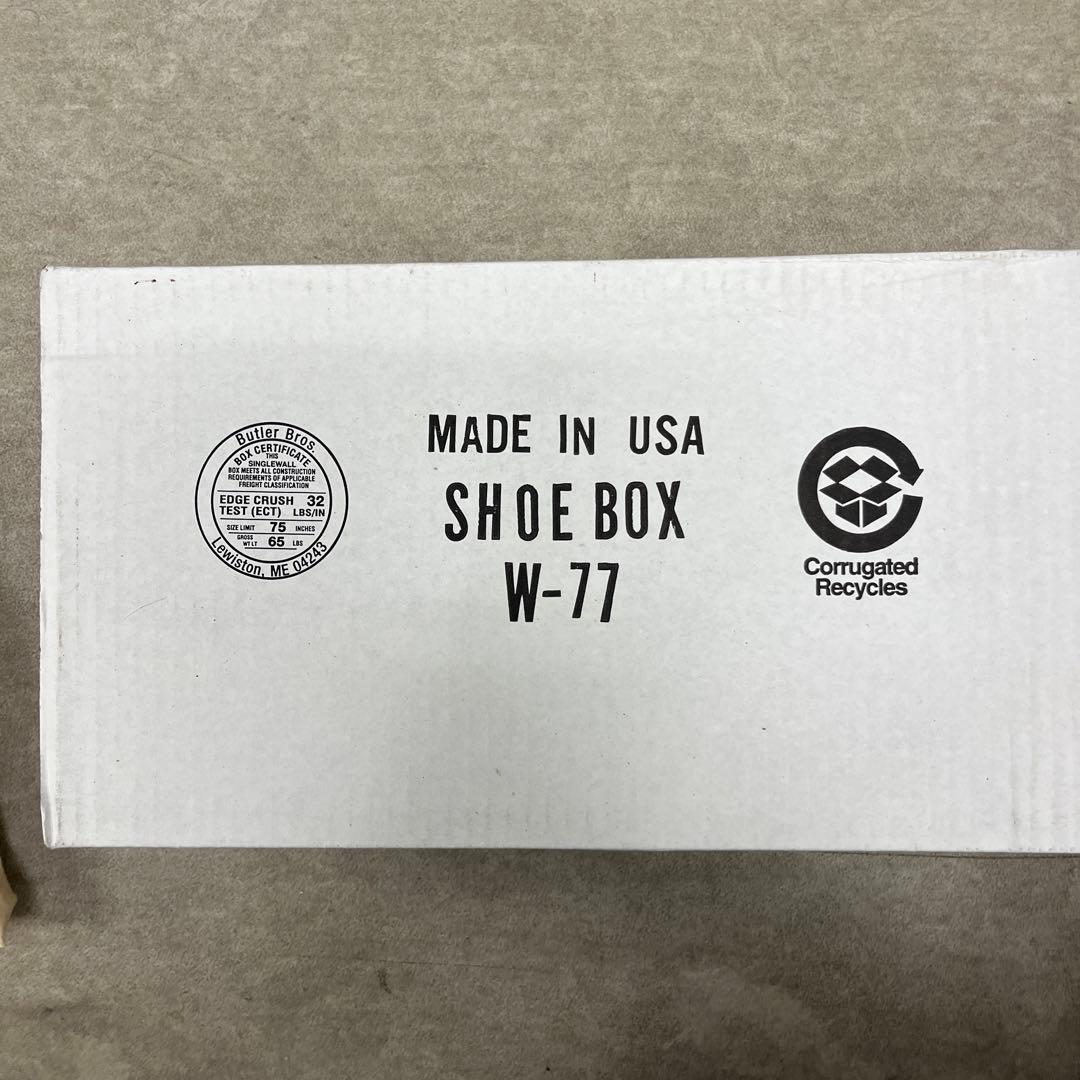 Butler Bros.
BOX CERTIFICATE
THIS
SINGLEWALL
BOX MEETS ALL CONSTRUCTION
REQUIREMENTS OF APPLICABLE
FREIGHT CLASSIFICATION
EDGE CRUSH 32
TEST (ECT) LBS/IN
SIZE LIMIT 75 INCHES
GROSS
WT LT 65 LBS
Lewiston, ME 04243
MADE IN USA
SHOE BOX
W-77
Corrugated
Recycles